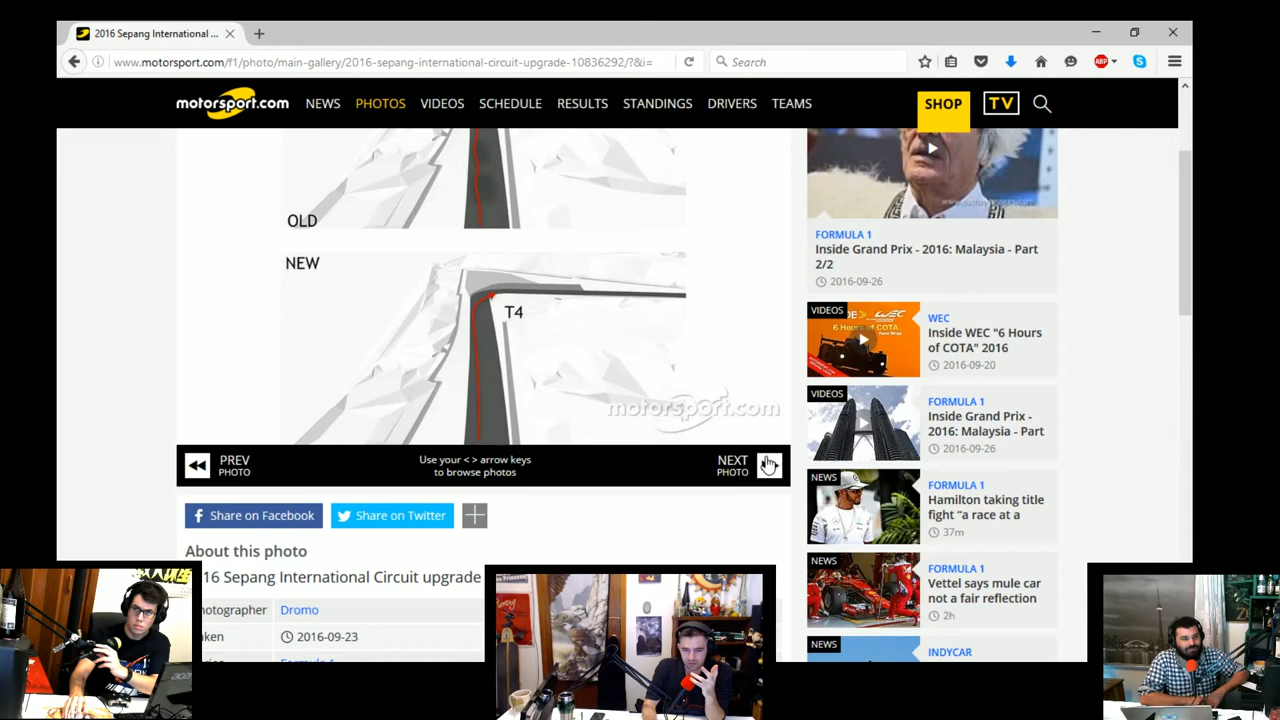 2016 Sepang International ...
www.motorsport.com/f1/photo/main-gallery/2016-sepang-international-circuit-upgrade-10836292/?&i=
Search
ABP
motorsport.com
NEWS
PHOTOS
VIDEOS
SCHEDULE
RESULTS
STANDINGS
DRIVERS
TEAMS
SHOP
TV
OLD
NEW
T4
motorsport.com
PREV
PHOTO
Use your < > arrow keys
to browse photos
NEXT
PHOTO
Share on Facebook
Share on Twitter
About this photo
16 Sepang International Circuit upgrade
hotographer
Dromo
aken
2016-09-23
FORMULA 1
Inside Grand Prix - 2016: Malaysia - Part
2/2
2016-09-26
VIDEOS
6 Hours of COTA
WEC
Inside WEC "6 Hours
of COTA" 2016
2016-09-20
VIDEOS
FORMULA 1
Inside Grand Prix -
2016: Malaysia - Part
2016-09-26
NEWS
FORMULA 1
Hamilton taking title
fight "a race at a
37m
NEWS
FORMULA 1
Vettel says mule car
not a fair reflection
2h
NEWS
INDYCAR